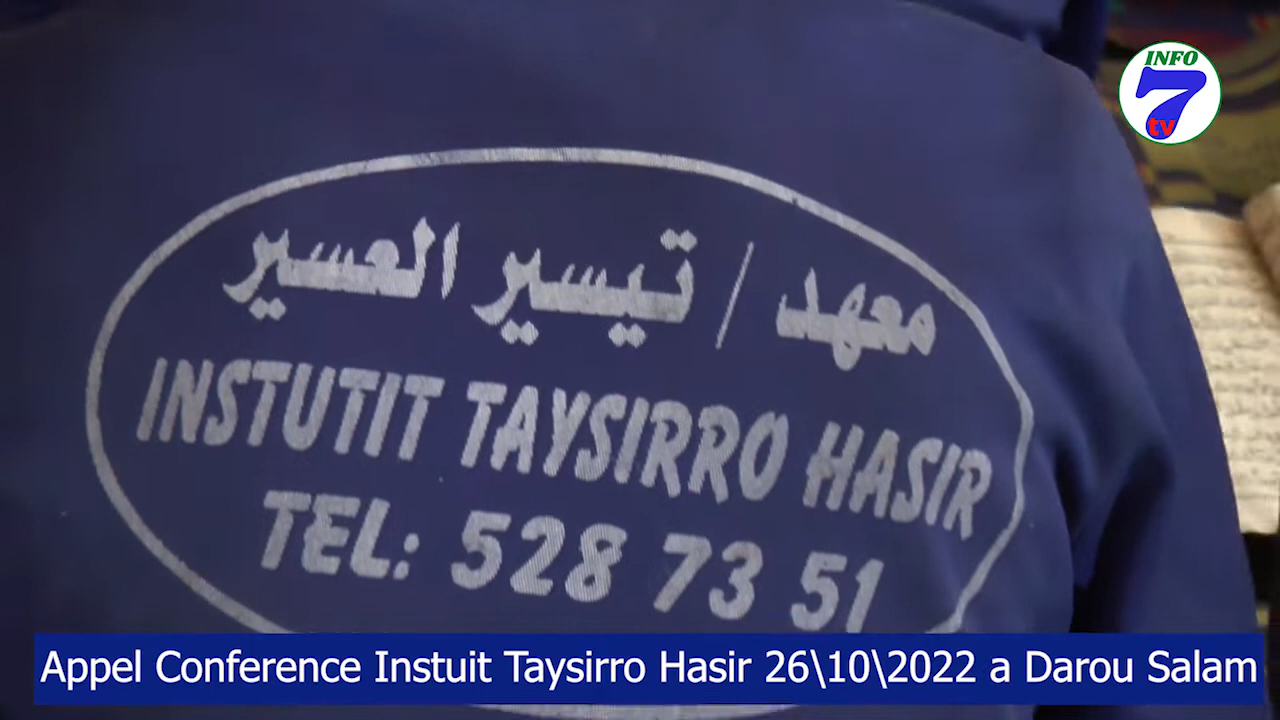 INFO
7
tv
معهد / تيسير العسير
INSTUTIT TAYSIRRO HASIR
TEL: 528 73 51
Appel Conference Instuit Taysirro Hasir 26\10\2022 a Darou Salam